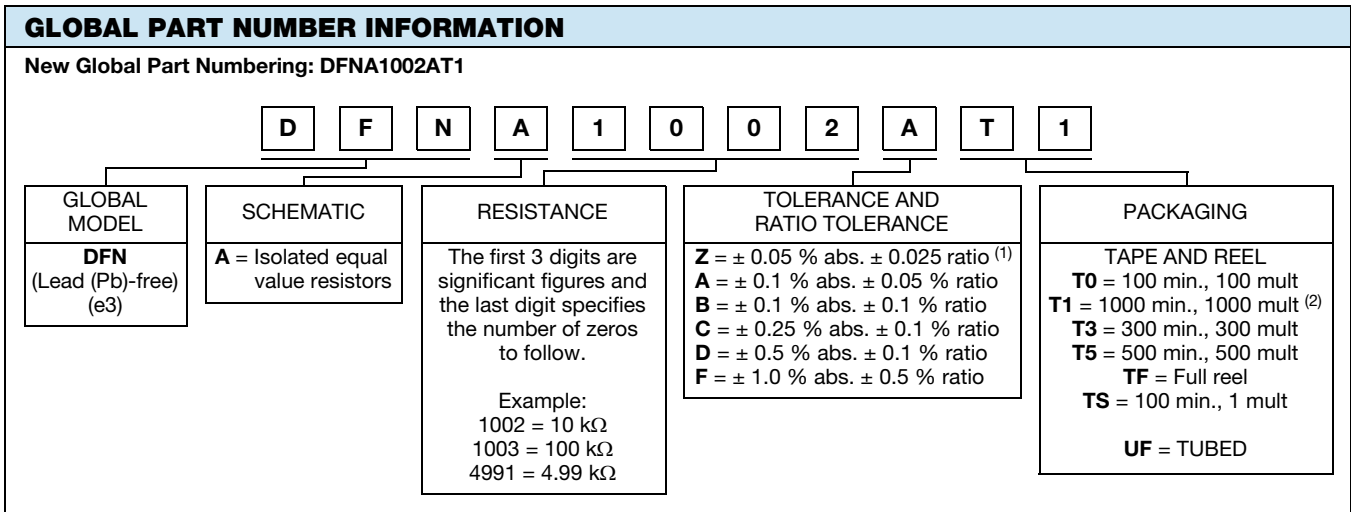 GLOBAL PART NUMBER INFORMATION
New Global Part Numbering: DFNA1002AT1
D F N A 1 0 0 2 A T 1
GLOBAL
MODEL
DFN
(Lead (Pb)-free)
(e3)
SCHEMATIC
A = Isolated equal
value resistors
RESISTANCE
The first 3 digits are
significant figures and
the last digit specifies
the number of zeros
to follow.
Example:
1002 = 10 kΩ
1003 = 100 kΩ
4991 = 4.99 kΩ
TOLERANCE AND
RATIO TOLERANCE
Z = ± 0.05 % abs. ± 0.025 ratio (1)
A = ± 0.1 % abs. ± 0.05 % ratio
B = ± 0.1 % abs. ± 0.1 % ratio
C = ± 0.25 % abs. ± 0.1 % ratio
D = ± 0.5 % abs. ± 0.1 % ratio
F = ± 1.0 % abs. ± 0.5 % ratio
PACKAGING
TAPE AND REEL
T0 = 100 min., 100 mult
T1 = 1000 min., 1000 mult (2)
T3 = 300 min., 300 mult
T5 = 500 min., 500 mult
TF = Full reel
TS = 100 min., 1 mult
UF = TUBED